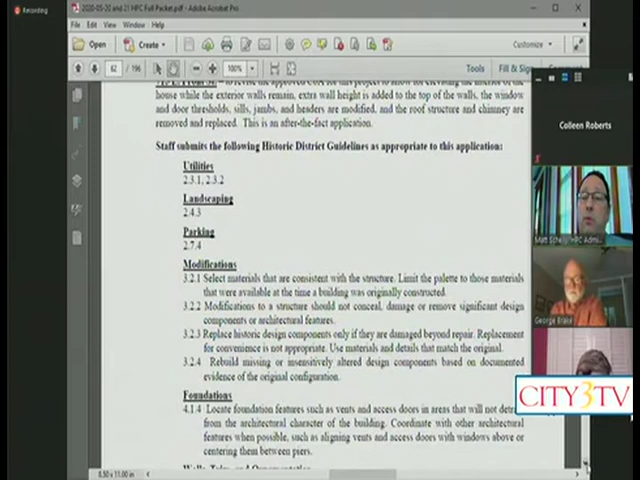 Recording
2020-05-20 and 21 HPC Full Packet.pdf - Adobe Acrobat Pro
File Edit View Window Help
Open
Create
Customize
62 / 196
100%
Tools
Fill & Sign
house while the exterior walls remain, extra wall height is added to the top of the walls, the window
and door thresholds, sills, jambs, and headers are modified, and the roof structure and chimney are
removed and replaced. This is an after-the-fact application.
Staff submits the following Historic District Guidelines as appropriate to this application:
Utilities
2.3.1, 2.3.2
Landscaping
2.4.3
Parking
2.7.4
Modifications
3.2.1 Select materials that are consistent with the structure. Limit the palette to those materials
that were available at the time a building was originally constructed.
3.2.2 Modifications to a structure should not conceal, damage or remove significant design
components or architectural features.
3.2.3 Replace historic design components only if they are damaged beyond repair. Replacement
for convenience is not appropriate. Use materials and details that match the original.
3.2.4 Rebuild missing or insensitively altered design components based on documented
evidence of the original configuration.
Foundations
4.1.4 Locate foundation features such as vents and access doors in areas that will not detra
from the architectural character of the building. Coordinate with other architectural
features when possible, such as aligning vents and access doors with windows above or
centering them between piers.
8.50 x 11.00 in
Colleen Roberts
HPC Admi
George Brake
CITY3TV